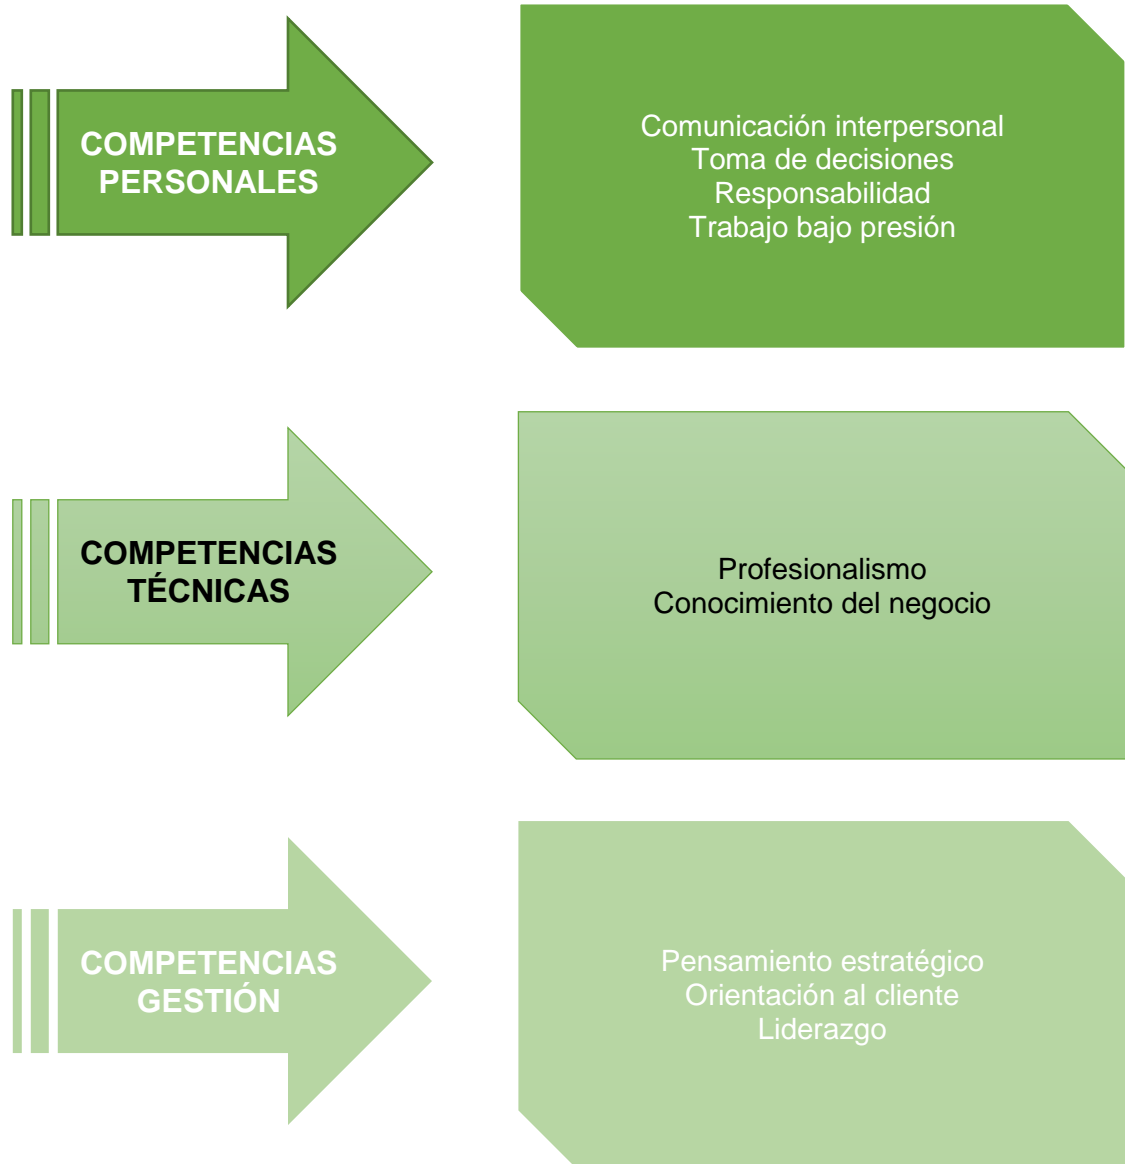 COMPETENCIAS
PERSONALES
Comunicación interpersonal
Toma de decisiones
Responsabilidad
Trabajo bajo presión
COMPETENCIAS
TÉCNICAS
Profesionalismo
Conocimiento del negocio
COMPETENCIAS
GESTIÓN
Pensamiento estratégico
Orientación al cliente
Liderazgo